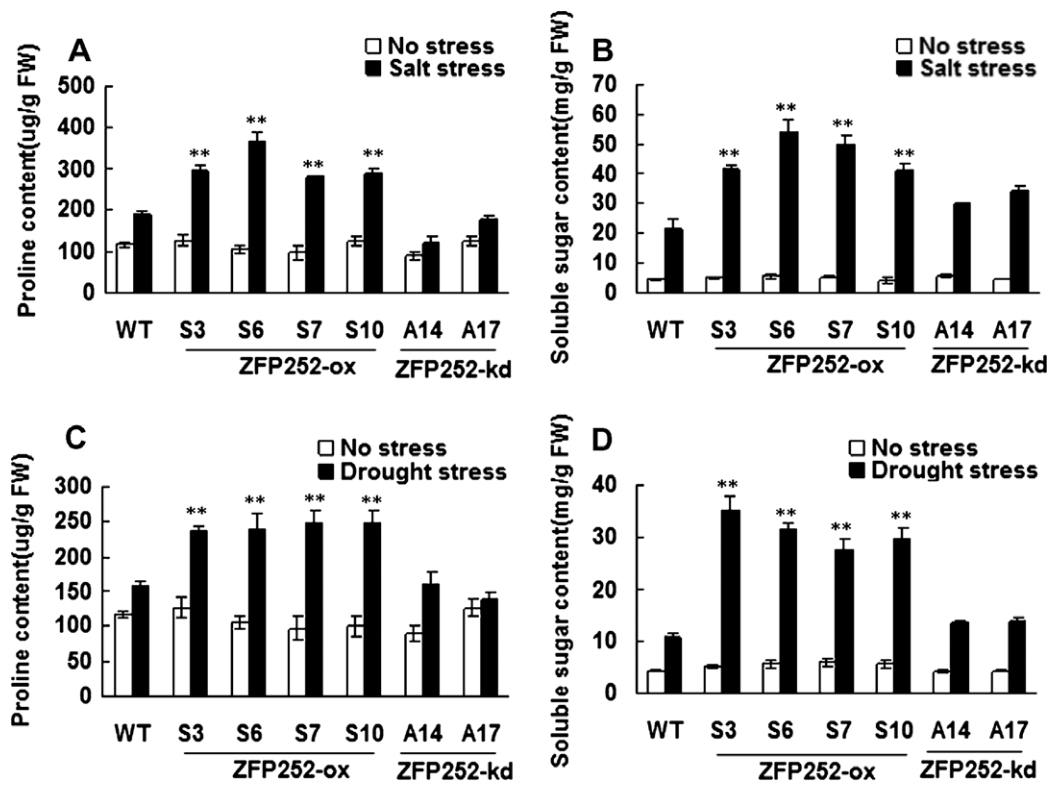 A
No stress
Salt stress
Proline content(ug/g FW)
500
400
300
200
100
0
**
**
**
**
WT S3 S6 S7 S10 A14 A17
ZFP252-ox ZFP252-kd
B
No stress
Salt stress
Soluble sugar content(mg/g FW)
70
60
50
40
30
20
10
0
**
**
**
**
WT S3 S6 S7 S10 A14 A17
ZFP252-ox ZFP252-kd
C
No stress
Drought stress
Proline content(ug/g FW)
300
250
200
150
100
50
0
**
**
**
**
WT S3 S6 S7 S10 A14 A17
ZFP252-ox ZFP252-kd
D
No stress
Drought stress
Soluble sugar content(mg/g FW)
40
30
20
10
0
**
**
**
**
WT S3 S6 S7 S10 A14 A17
ZFP252-ox ZFP252-kd